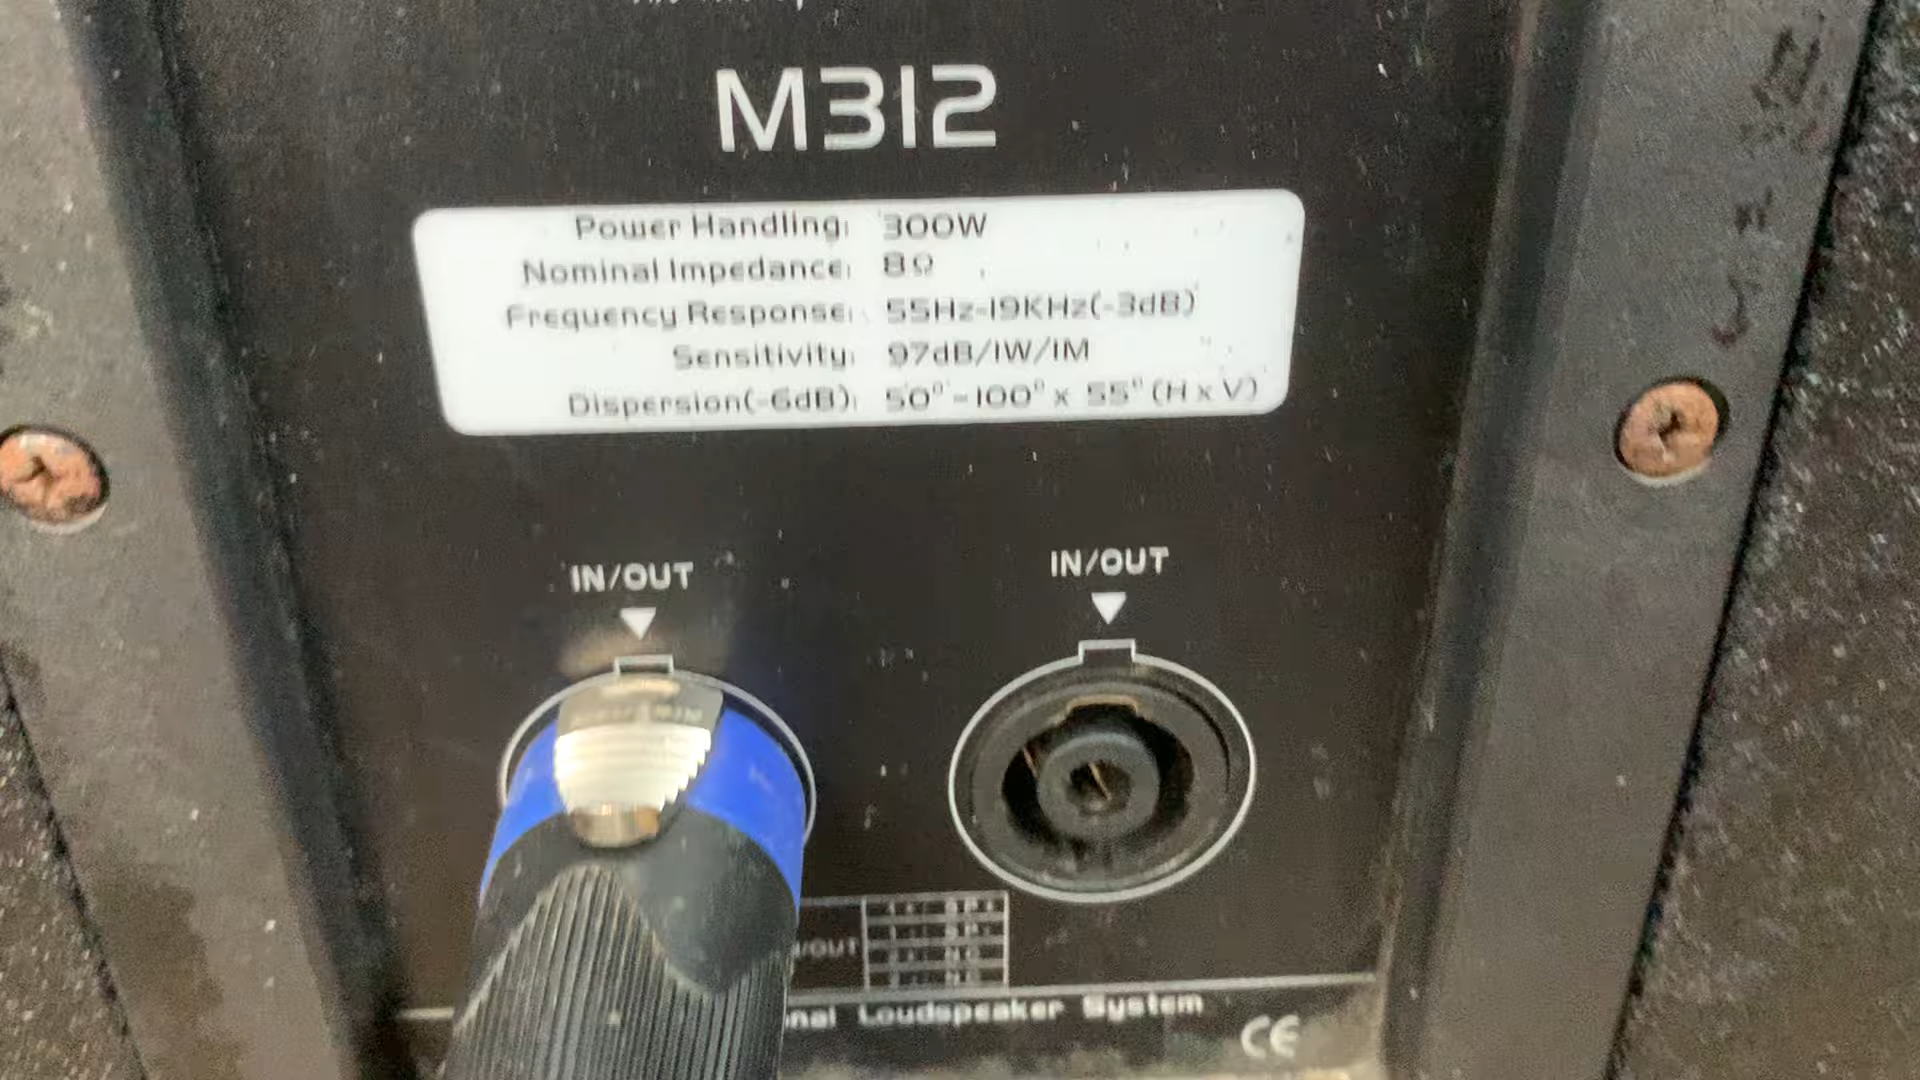 M312
Power Handling: 300W
Nominal Impedance: 8Ω
Frequency Response: 55Hz-19KHz(-3dB)
Sensitivity: 97dB/1W/1M
Dispersion(-6dB): 50°-100° x 55°(H x V)
IN/OUT
IN/OUT
/OUT
Loudspeaker System
CE